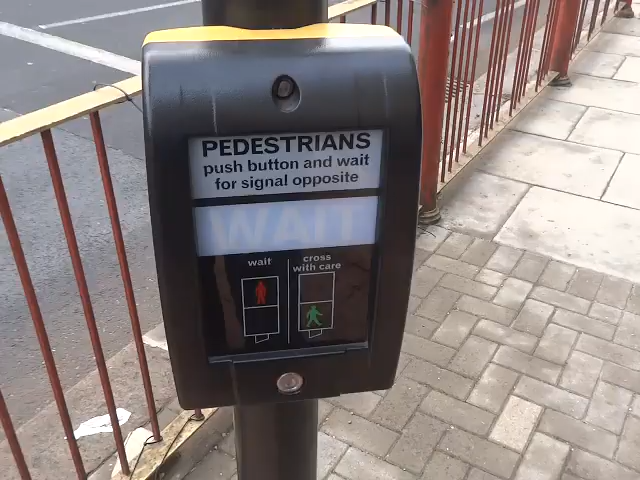 PEDESTRIANS
push button and wait
for signal opposite
WAIT
wait
cross
with care